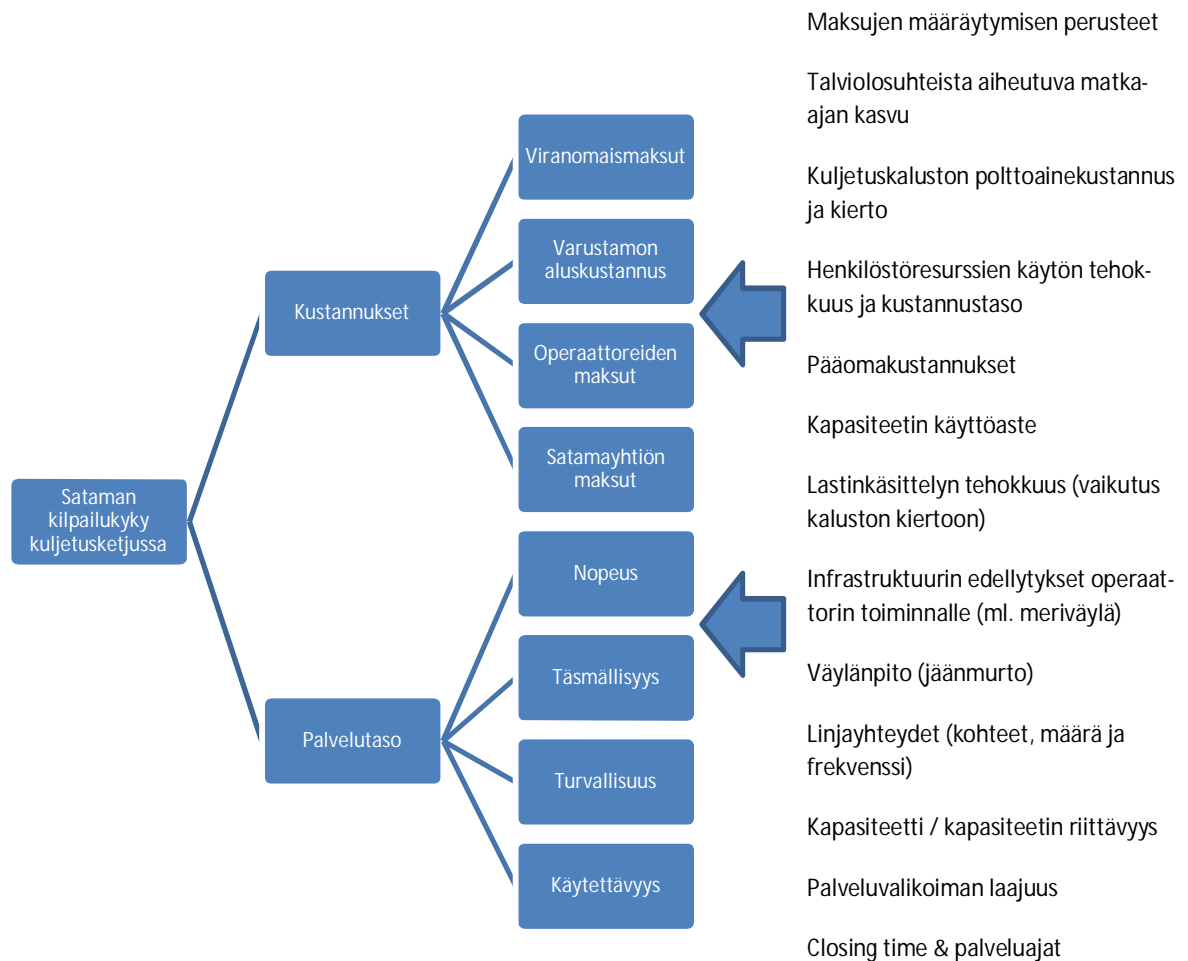 Sataman
kilpailukyky
kuljetusketjussa
Kustannukset
Palvelutaso
Viranomaismaksut
Varustamon
aluskustannus
Operaattoreiden
maksut
Satamayhtiön
maksut
Nopeus
Täsmällisyys
Turvallisuus
Käytettävyys
Maksujen määräytymisen perusteet
Talviolosuhteista aiheutuva matka-
ajan kasvu
Kuljetuskaluston polttoainekustannus
ja kierto
Henkilöstöresurssien käytön tehok-
kuus ja kustannustaso
Pääomakustannukset
Kapasiteetin käyttöaste
Lastinkäsittelyn tehokkuus (vaikutus
kaluston kiertoon)
Infrastruktuurin edellytykset operaat-
torin toiminnalle (ml. meriväylä)
Väylänpito (jäänmurto)
Linjayhteydet (kohteet, määrä ja
frekvenssi)
Kapasiteetti / kapasiteetin riittävyys
Palveluvalikoiman laajuus
Closing time & palveluajat